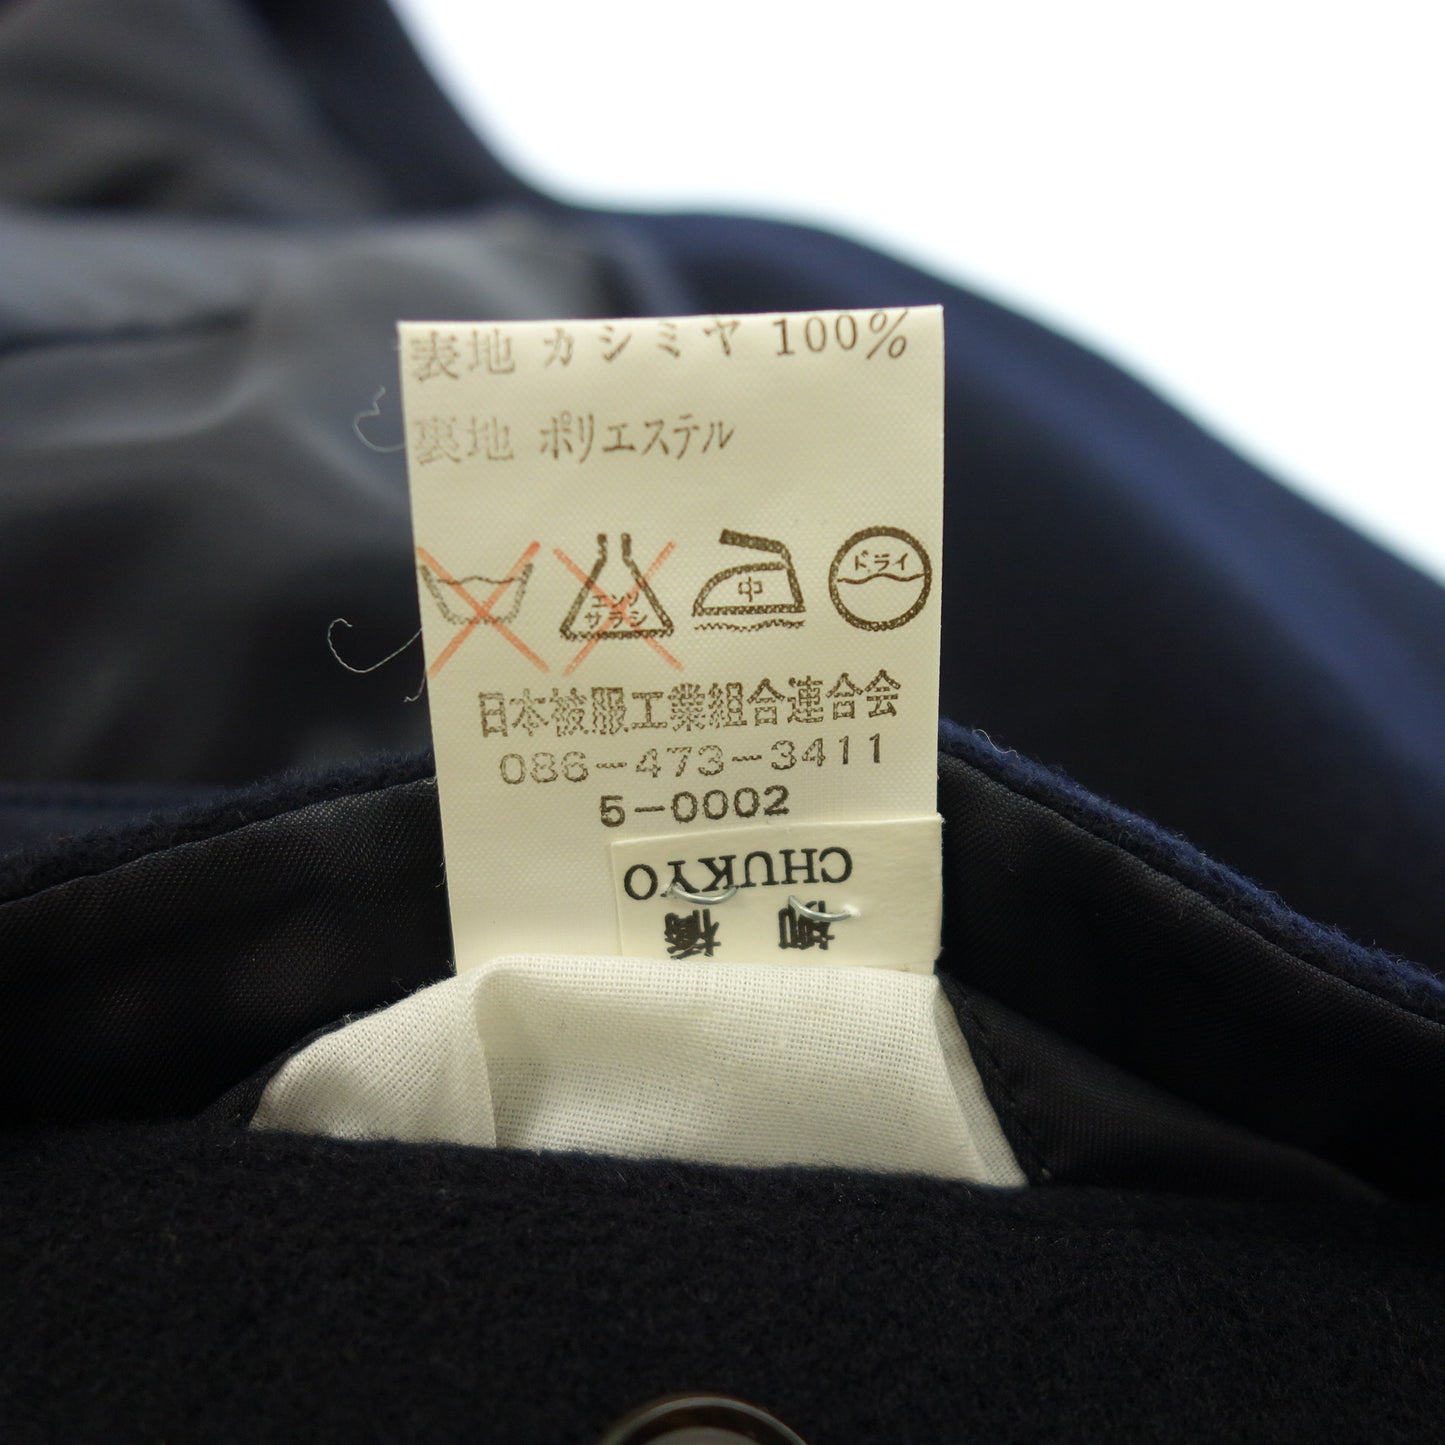 表地 カシミヤ 100%
裏地 ポリエステル
エンソ
サラシ
中
ドライ
日本被服工業組合連合会
086-473-3411
5-0002
CHUKYO